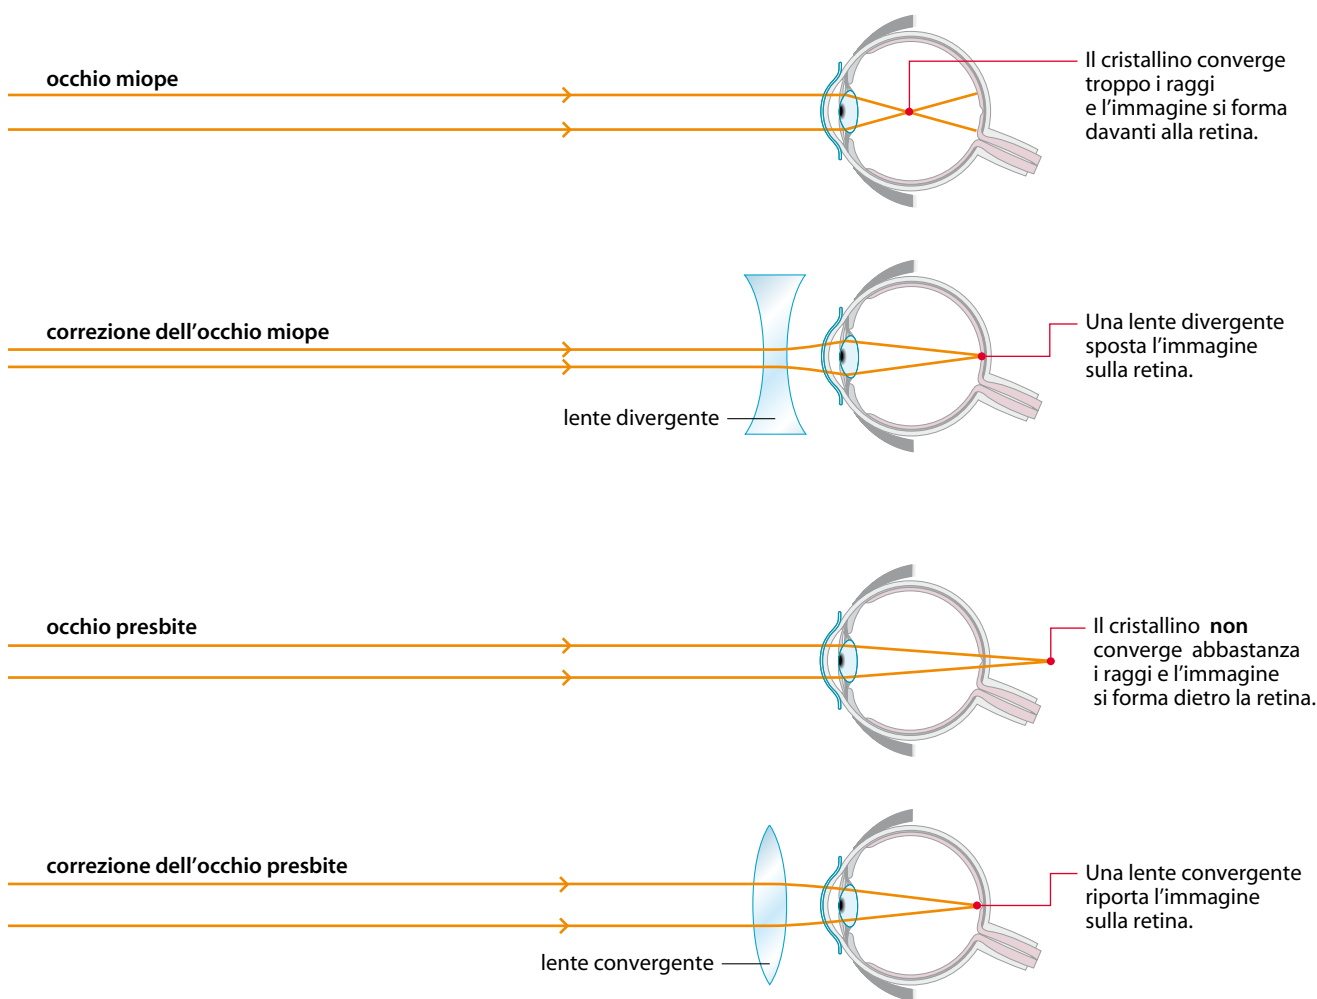 occhio miope
Il cristallino converge
troppo i raggi
e l'immagine si forma
davanti alla retina.
correzione dell'occhio miope
Una lente divergente
sposta l'immagine
sulla retina.
lente divergente
occhio presbite
Il cristallino non
converge abbastanza
i raggi e l'immagine
si forma dietro la retina.
correzione dell'occhio presbite
Una lente convergente
riporta l'immagine
sulla retina.
lente convergente